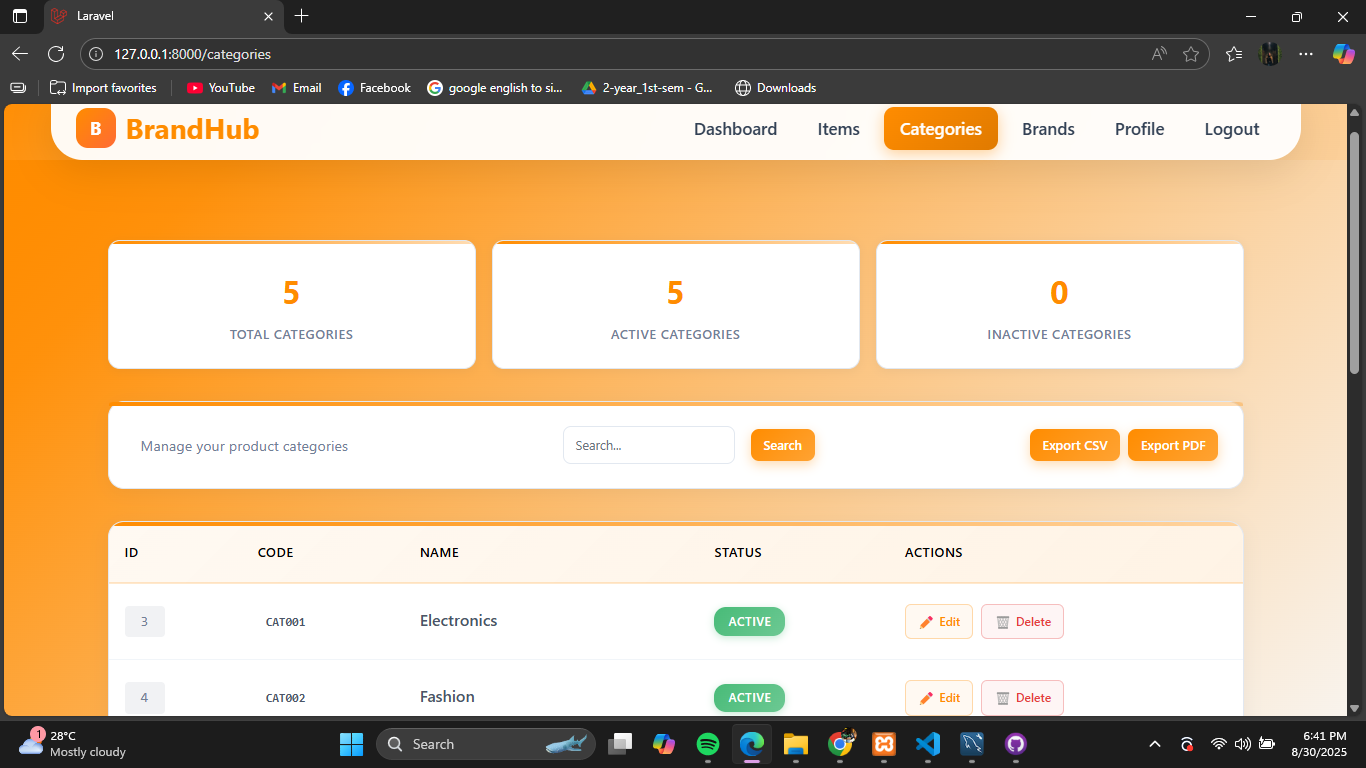 Laravel
127.0.0.1:8000/categories
Import favorites
YouTube
Email
Facebook
google english to si...
2-year_1st-sem - G...
Downloads
B BrandHub
Dashboard
Items
Categories
Brands
Profile
Logout
5
TOTAL CATEGORIES
5
ACTIVE CATEGORIES
0
INACTIVE CATEGORIES
Manage your product categories
Search...
Search
Export CSV
Export PDF
ID CODE NAME STATUS ACTIONS
3 CAT001 Electronics ACTIVE Edit Delete
4 CAT002 Fashion ACTIVE Edit Delete
1
28°C
Mostly cloudy
Search
6:41 PM
8/30/2025